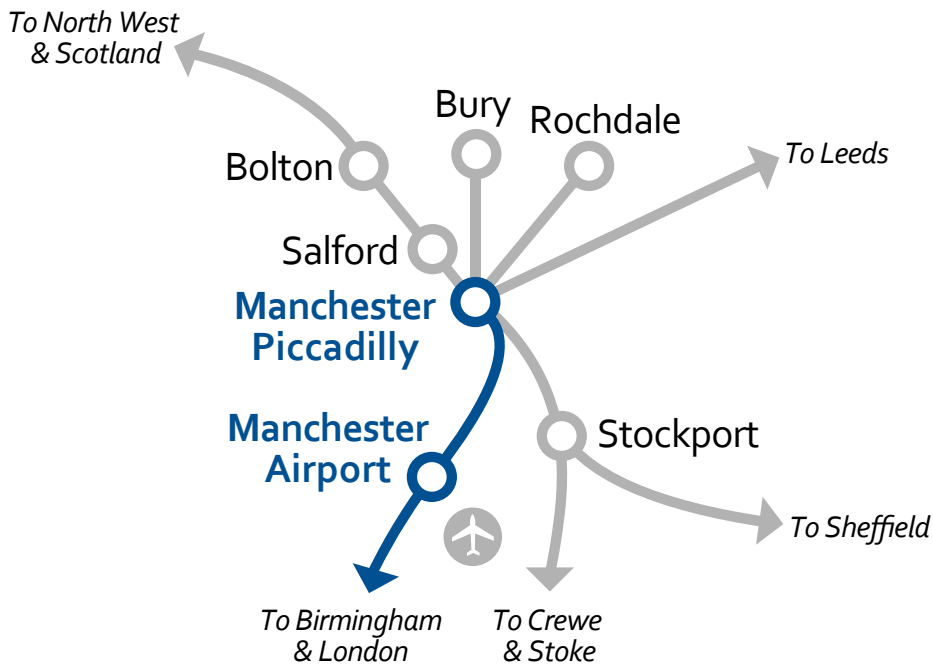 To North West
& Scotland
Bury
Rochdale
To Leeds
Bolton
Salford
Manchester
Piccadilly
Manchester
Airport
Stockport
To Sheffield
To Birmingham
& London
To Crewe
& Stoke